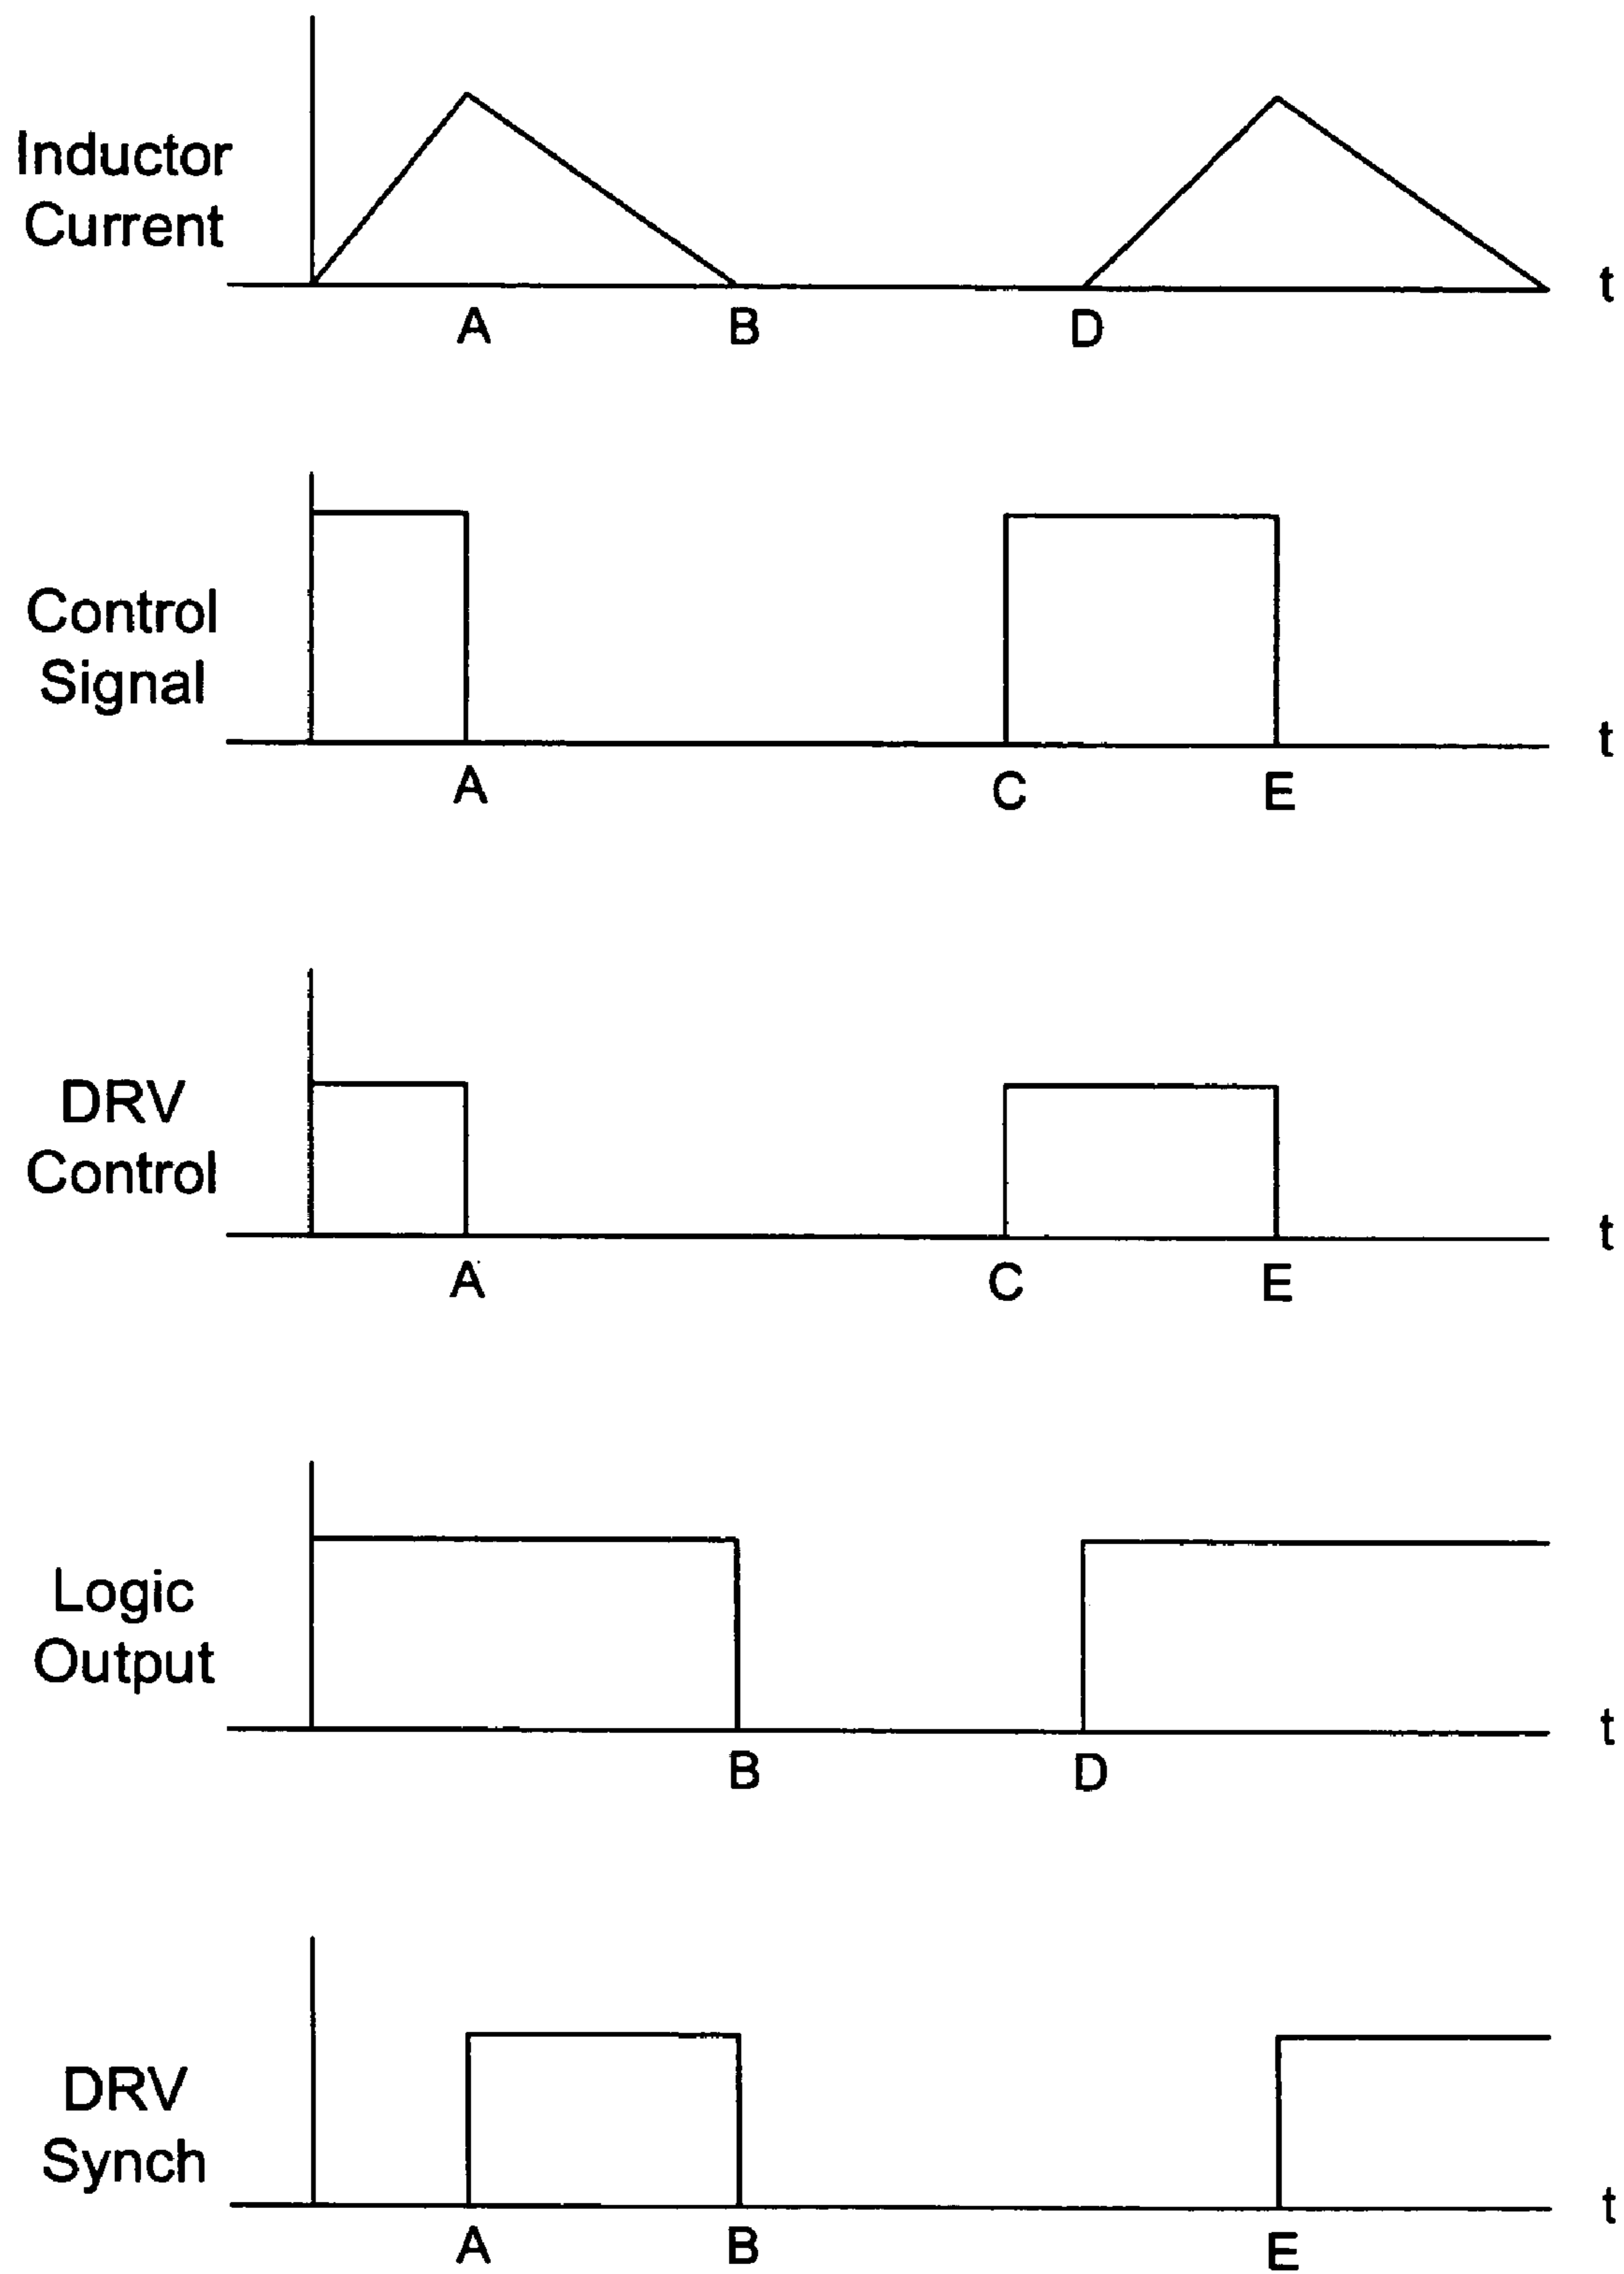 Inductor
Current
t
A B D
Control
Signal
t
A C E
DRV
Control
t
A C E
Logic
Output
t
B D
DRV
Synch
t
A B E